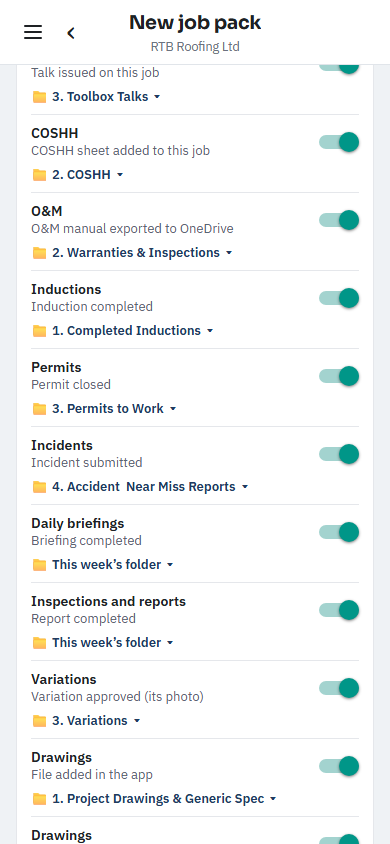 New job pack
RTB Roofing Ltd
Talk issued on this job
3. Toolbox Talks
COSHH
COSHH sheet added to this job
2. COSHH
O&M
O&M manual exported to OneDrive
2. Warranties & Inspections
Inductions
Induction completed
1. Completed Inductions
Permits
Permit closed
3. Permits to Work
Incidents
Incident submitted
4. Accident  Near Miss Reports
Daily briefings
Briefing completed
This week’s folder
Inspections and reports
Report completed
This week’s folder
Variations
Variation approved (its photo)
3. Variations
Drawings
File added in the app
1. Project Drawings & Generic Spec
Drawings